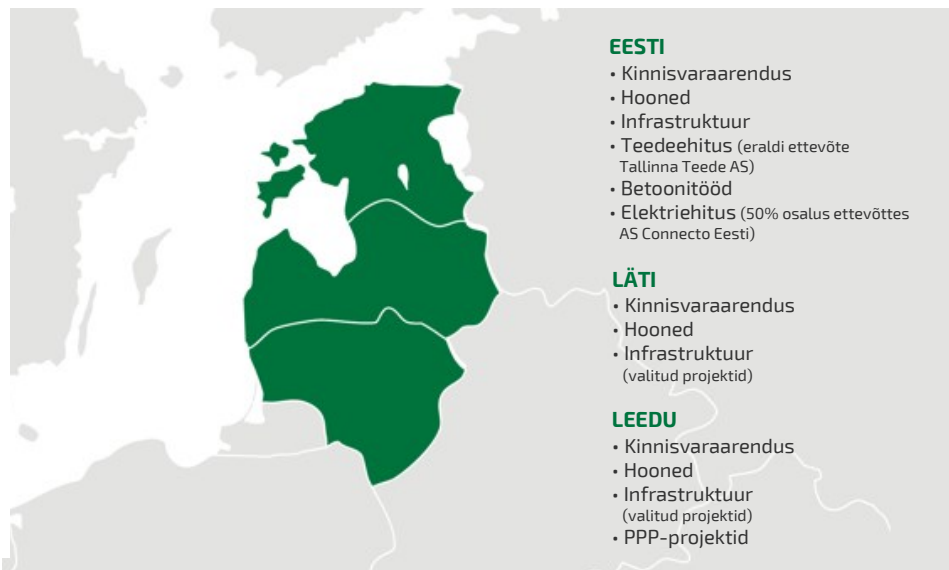 EESTI
• Kinnisvaraarendus
• Hooned
• Infrastruktuur
• Teedeehitus (eraldi ettevõte
Tallinna Teede AS)
• Betoonitööd
• Elektriehitus (50% osalus ettevõttes
AS Connecto Eesti)
LÄTI
• Kinnisvaraarendus
• Hooned
• Infrastruktuur
(valitud projektid)
LEEDU
• Kinnisvaraarendus
• Hooned
• Infrastruktuur
(valitud projektid)
• PPP-projektid